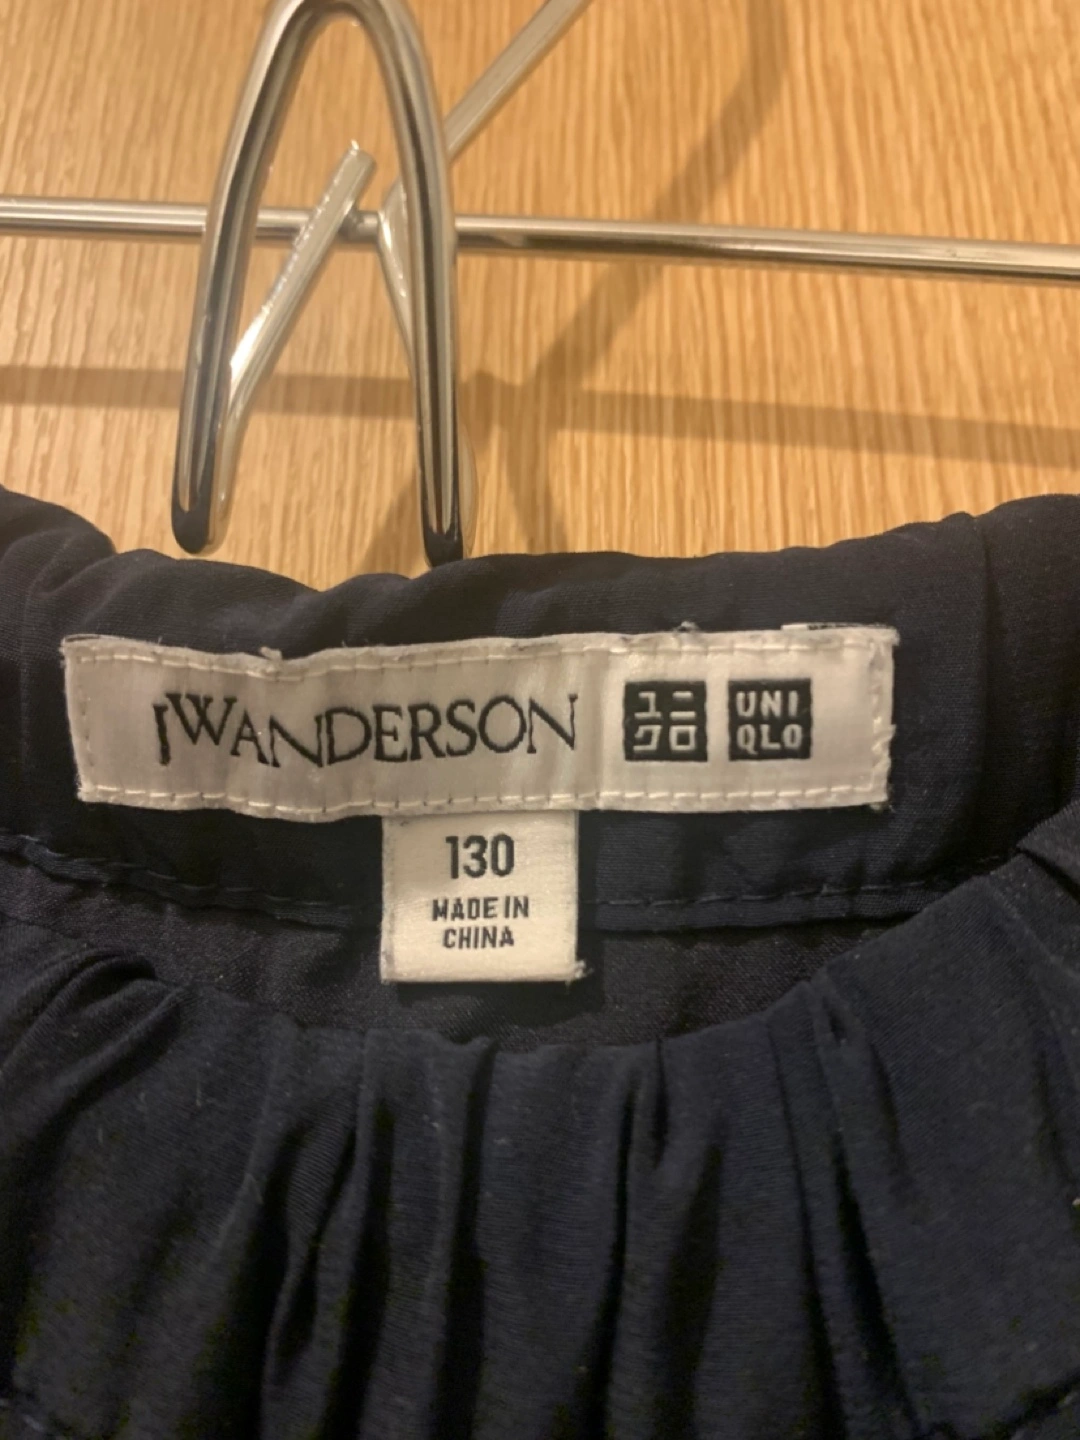 JWANDERSON
ユニ
クロ
UNI
QLO
130
MADE IN
CHINA